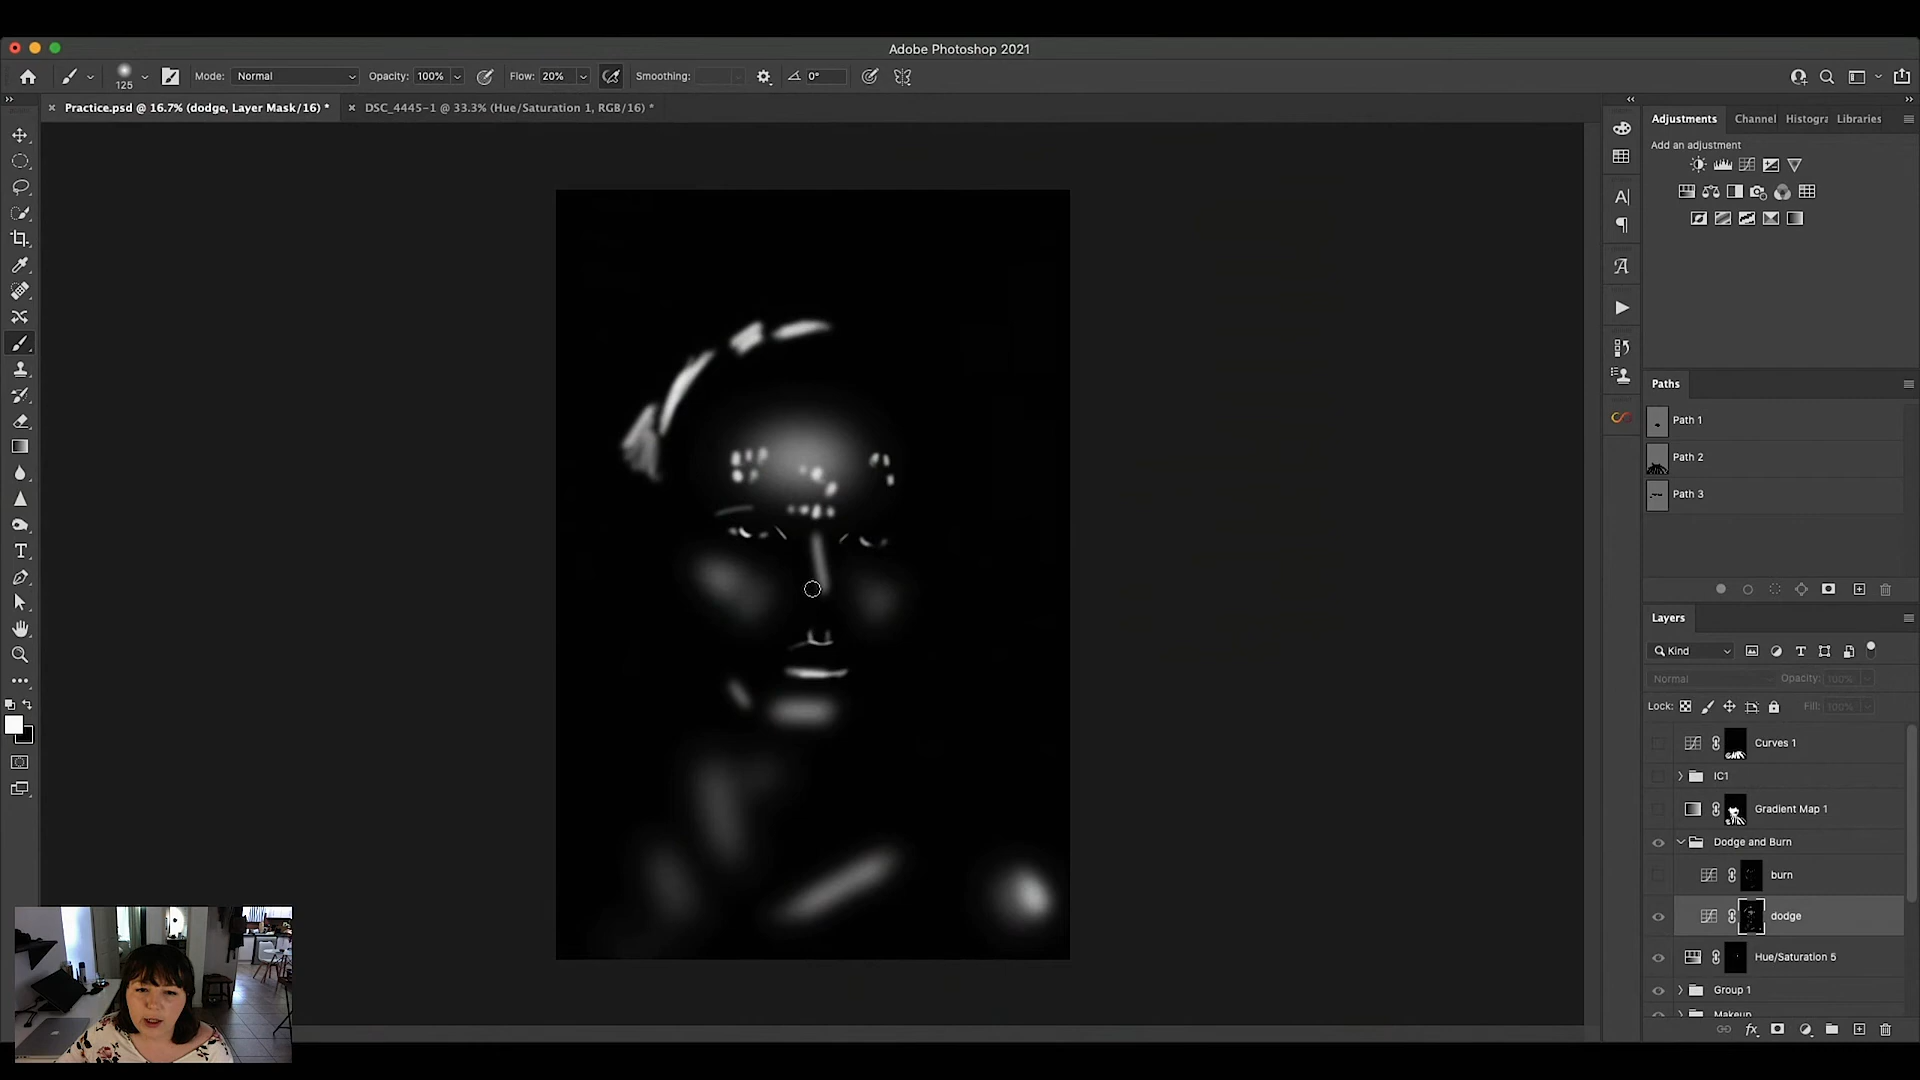 Adobe Photoshop 2021
125
Mode: Normal
Opacity: 100%
Flow: 20%
Smoothing:
0°
Practice.psd @ 16.7% (dodge, Layer Mask/16) *
DSC_4445-1 @ 33.3% (Hue/Saturation 1, RGB/16) *
Adjustments
Channel
Histogra
Libraries
Add an adjustment
Paths
Path 1
Path 2
Path 3
Layers
Kind
Normal
Opacity: 100%
Lock:
Fill: 100%
Curves 1
IC1
Gradient Map 1
Dodge and Burn
burn
dodge
Hue/Saturation 5
Group 1
Makeup